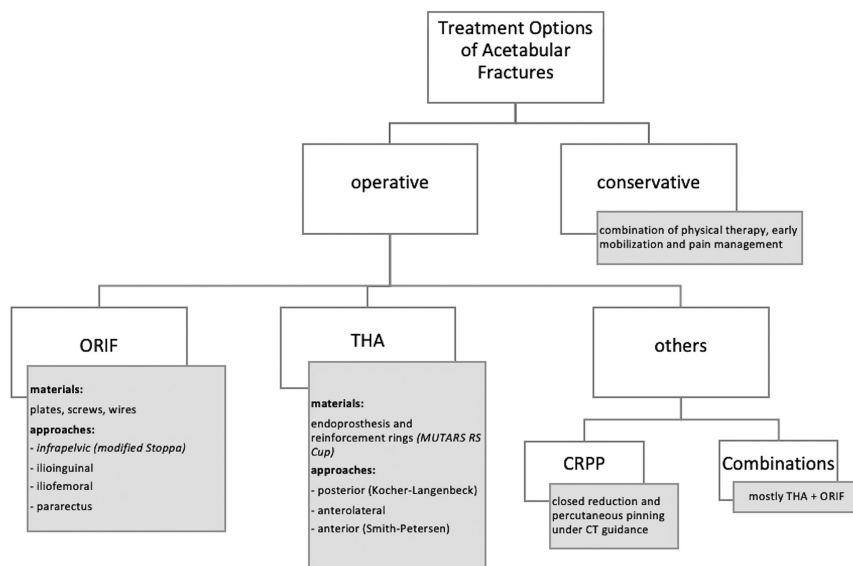 Treatment Options
of Acetabular
Fractures
operative
conservative
combination of physical therapy, early
mobilization and pain management
ORIF
materials:
plates, screws, wires
approaches:
- infrapelvic (modified Stoppa)
- ilioinguinal
- iliofemoral
- pararectus
THA
materials:
endoprosthesis and
reinforcement rings (MUTARS RS
Cup)
approaches:
- posterior (Kocher-Langenbeck)
- anterolateral
- anterior (Smith-Petersen)
others
CRPP
closed reduction and
percutaneous pinning
under CT guidance
Combinations
mostly THA + ORIF